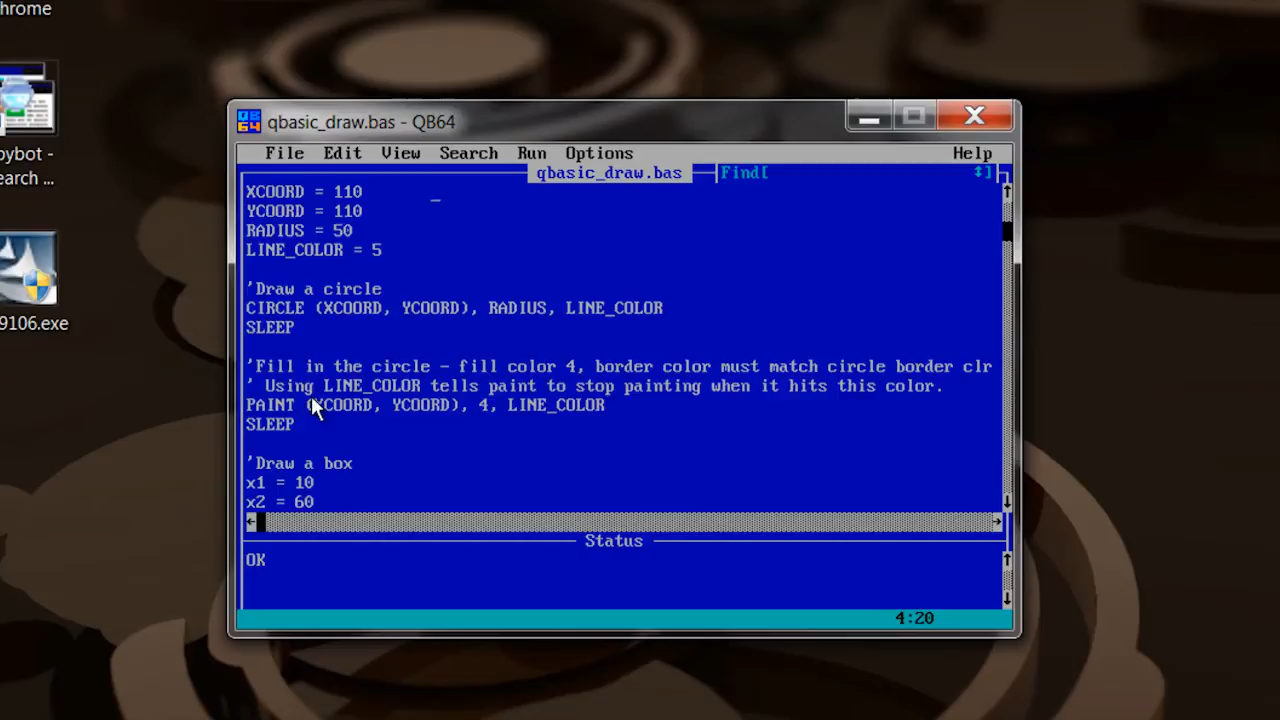 hrome
pybot -
earch ...
9106.exe
qbasic_draw.bas - QB64
File Edit View Search Run Options Help
qbasic_draw.bas Find[ ]
XCOORD = 110
YCOORD = 110
RADIUS = 50
LINE_COLOR = 5
'Draw a circle
CIRCLE (XCOORD, YCOORD), RADIUS, LINE_COLOR
SLEEP
'Fill in the circle - fill color 4, border color must match circle border clr
' Using LINE_COLOR tells paint to stop painting when it hits this color.
PAINT (XCOORD, YCOORD), 4, LINE_COLOR
SLEEP
'Draw a box
x1 = 10
x2 = 60
Status
OK
4:20